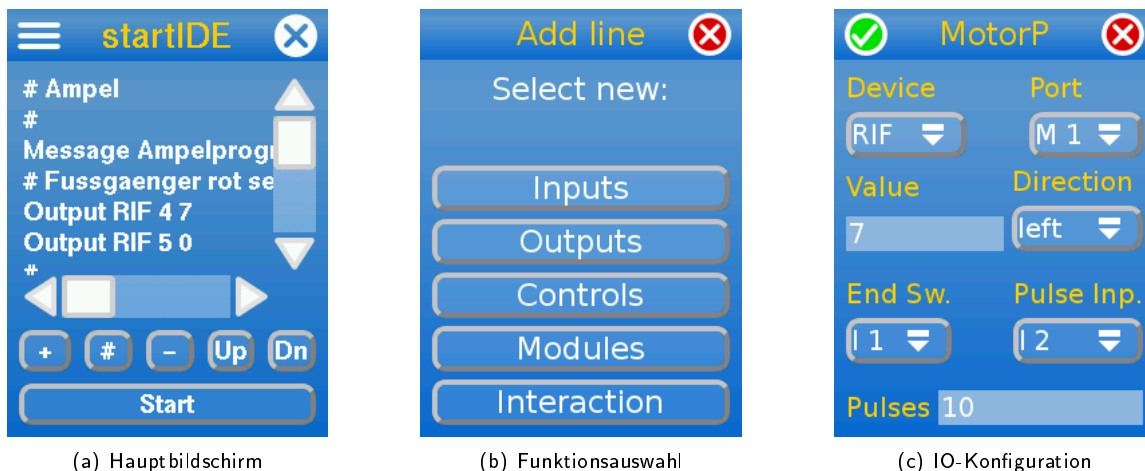 startIDE
# Ampel
#
Message Ampelprogr
# Fussgaenger rot se
Output RIF 4 7
Output RIF 5 0
#
+ # - Up Dn
Start
(a) Hauptbildschirm
Add line
Select new:
Inputs
Outputs
Controls
Modules
Interaction
(b) Funktionsauswahl
MotorP
Device Port
RIF M 1
Value Direction
7 left
End Sw. Pulse Inp.
I 1 I 2
Pulses 10
(c) IO-Konfiguration